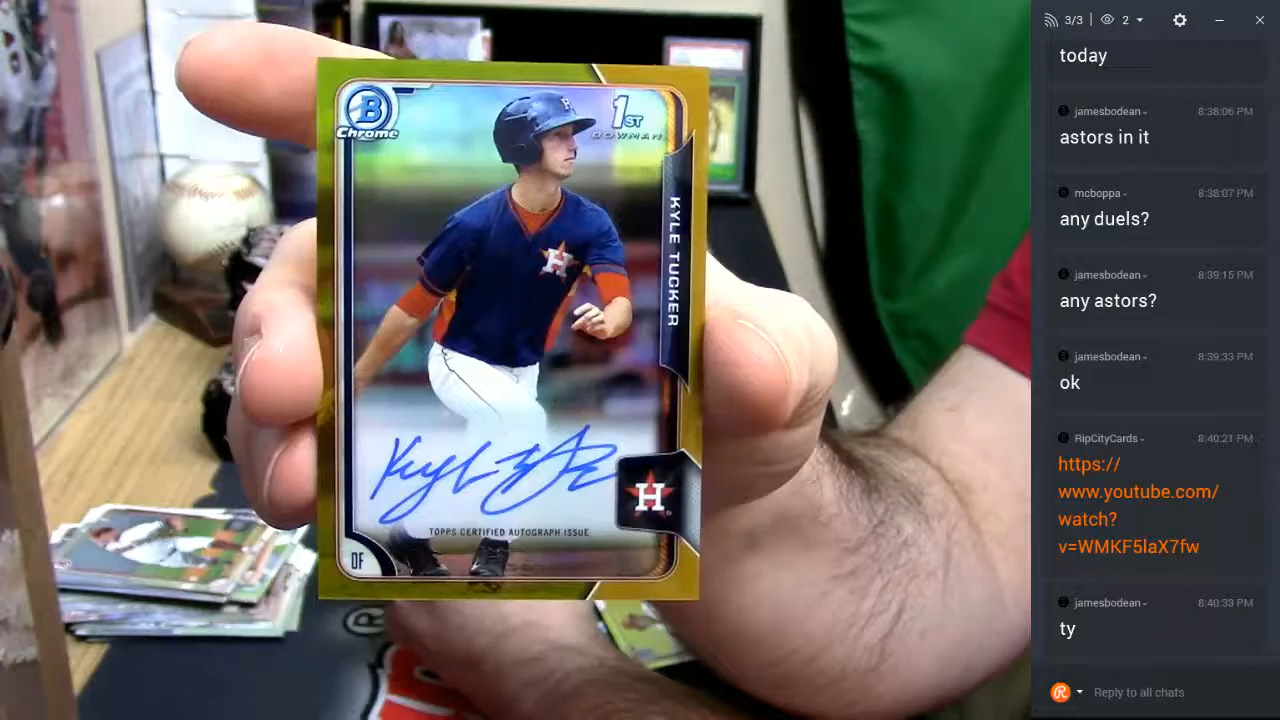 B
Chrome
1ST
BOWMAN
H
H
KYLE TUCKER
Kyle Tucker
H
TOPPS CERTIFIED AUTOGRAPH ISSUE
OF
3/3
2
today
jamesbodean
8:38:06 PM
astors in it
mcboppa
8:38:07 PM
any duels?
jamesbodean
8:39:15 PM
any astors?
jamesbodean
8:39:33 PM
ok
RipCityCards
8:40:21 PM
https://
www.youtube.com/
watch?
v=WMKF5laX7fw
jamesbodean
8:40:33 PM
ty
Reply to all chats